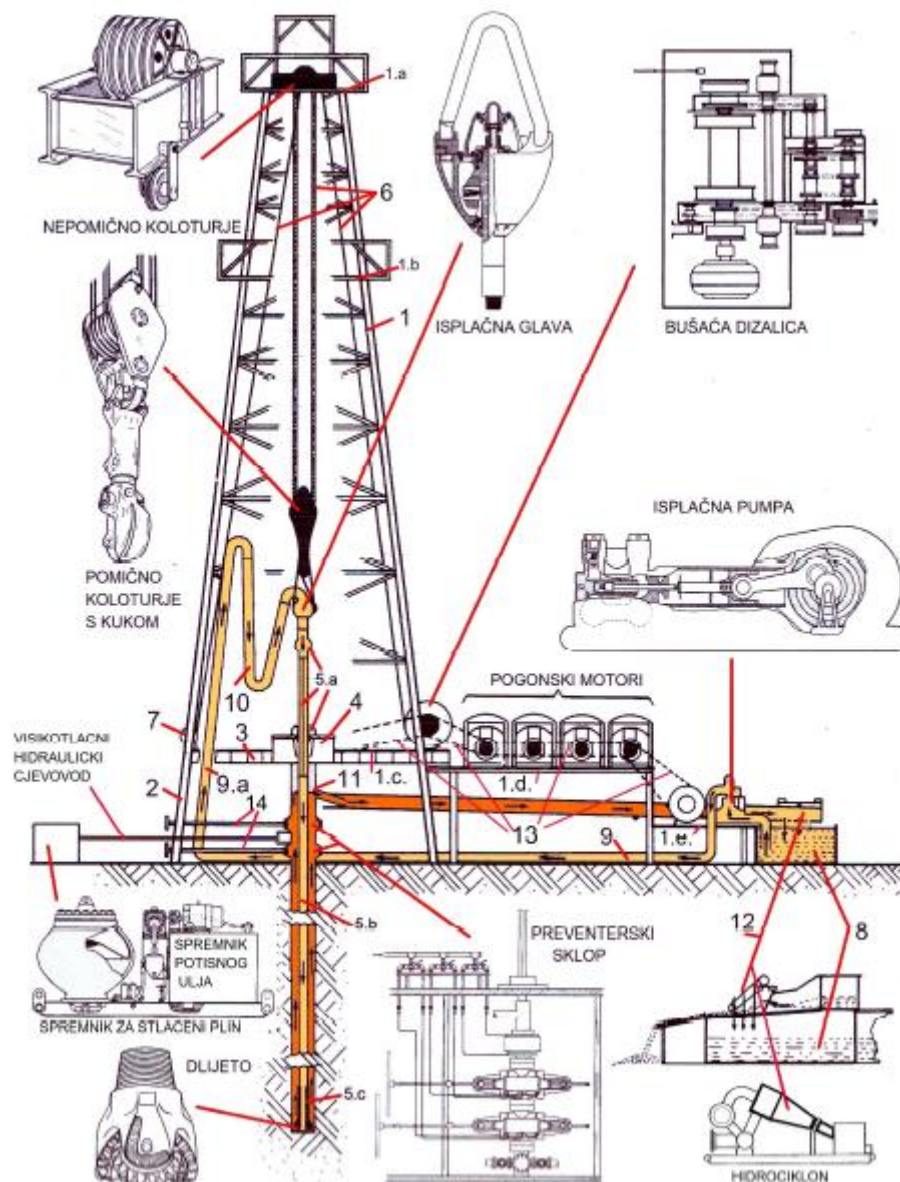 1.a
6
NEPOMIČNO KOLOTURJE
1.b
1
ISPLAČNA GLAVA
BUŠAĆA DIZALICA
ISPLAČNA PUMPA
POMIČNO
KOLOTURJE
S KUKOM
10
5.a
4
POGONSKI MOTORI
7
3
VISIKOTLACNI
HIDRAULICKI
CJEVOVOD
2
9.a
14
11
1.c.
1.d.
13
9
1.e.
5.b
12
8
PREVENTERSKI
SKLOP
SPREMNIK
POTISNOG
ULJA
SPREMNIK ZA STLAČENI PLIN
DLIJETO
5.c
HIDROCIKLON